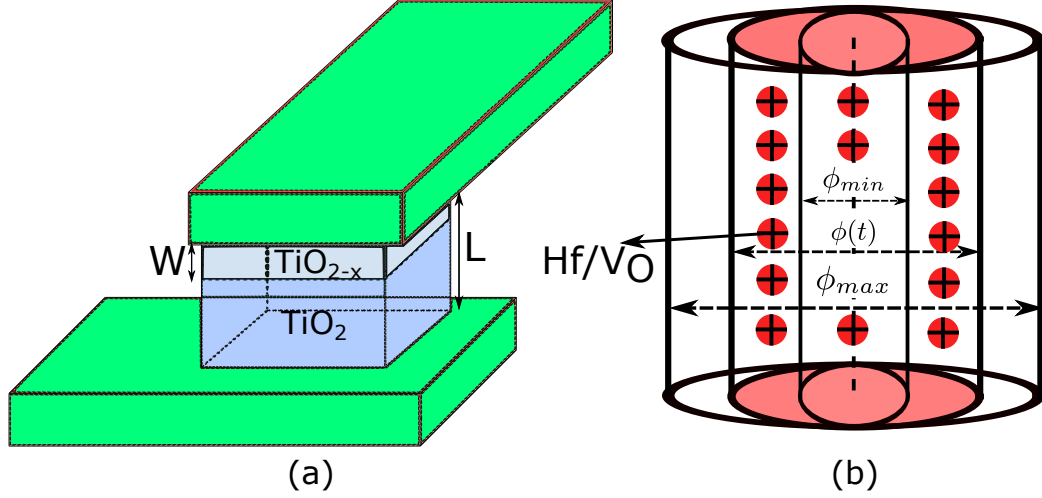 W
TiO2-x
L
TiO2
(a)
ϕmin
ϕ(t)
ϕmax
Hf/VO
(b)